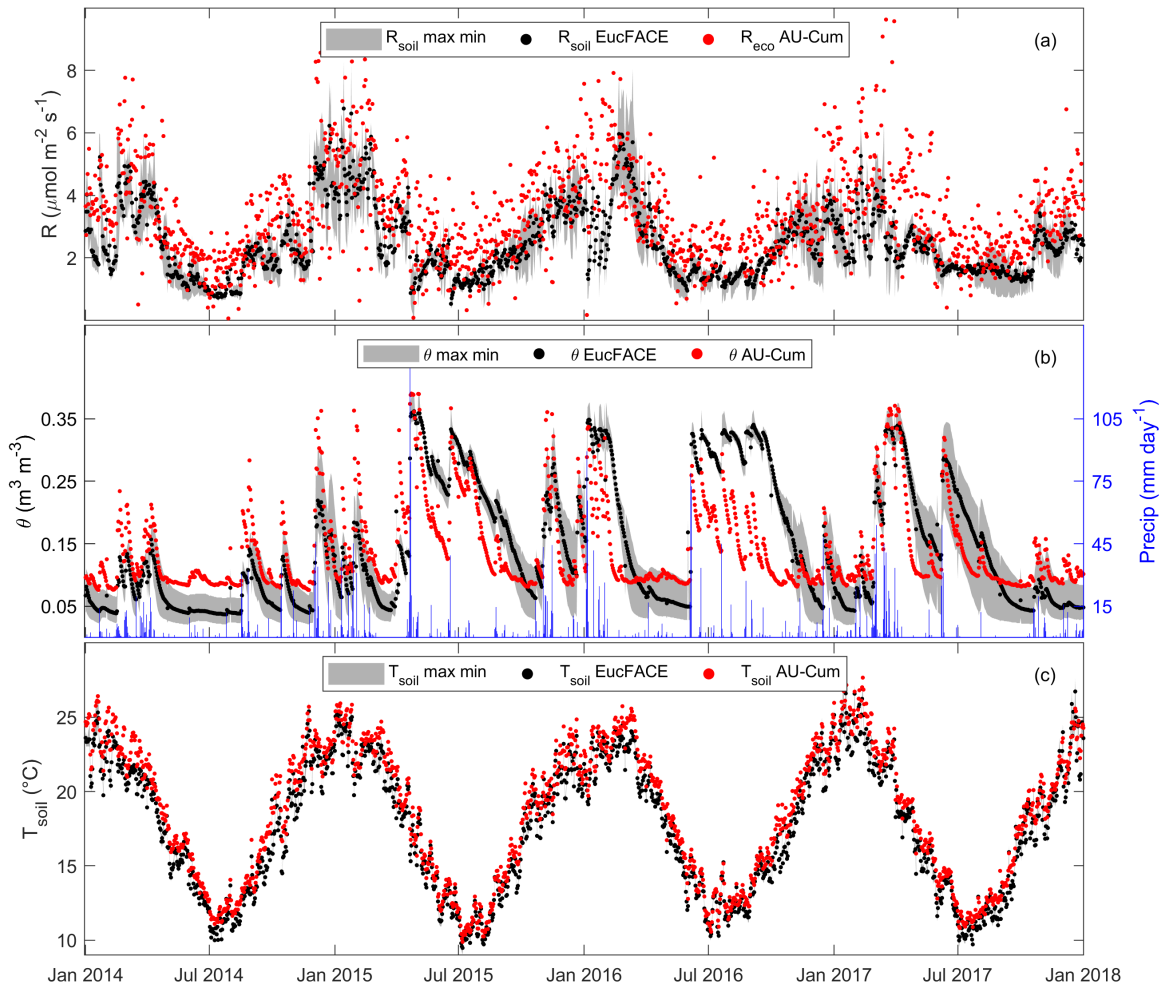 R_soil max min R_soil EucFACE R_eco AU-Cum
(a)
8
6
4
2
R (μmol m^-2 s^-1)
θ max min θ EucFACE θ AU-Cum
(b)
0.35
0.25
0.15
0.05
θ (m^3 m^-3)
105
75
45
15
Precip (mm day^-1)
T_soil max min T_soil EucFACE T_soil AU-Cum
(c)
25
20
15
10
T_soil (°C)
Jan 2014 Jul 2014 Jan 2015 Jul 2015 Jan 2016 Jul 2016 Jan 2017 Jul 2017 Jan 2018